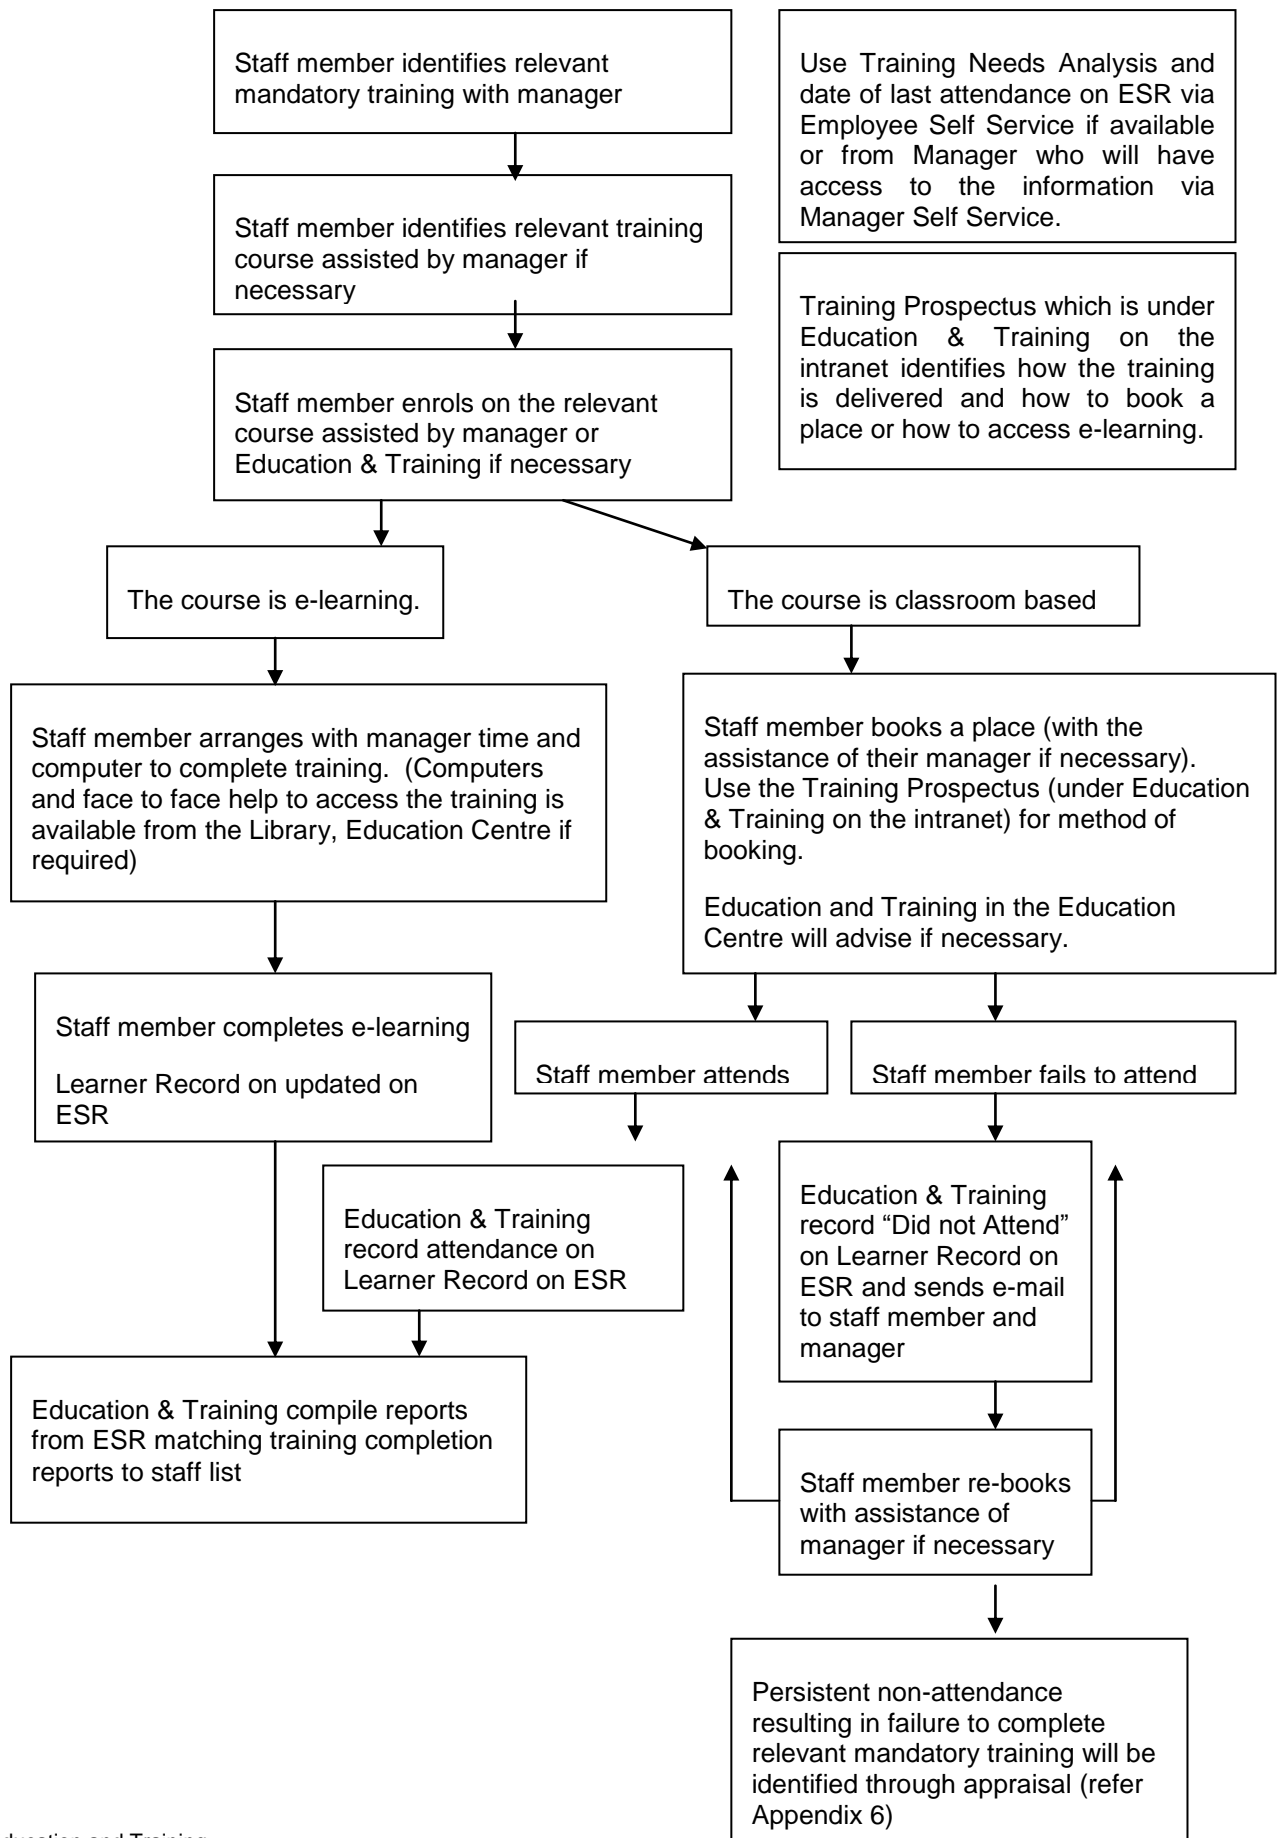 Staff member identifies relevant
mandatory training with manager
Use Training Needs Analysis and
date of last attendance on ESR via
Employee Self Service if available
or from Manager who will have
access to the information via
Manager Self Service.
Staff member identifies relevant training
course assisted by manager if
necessary
Training Prospectus which is under
Education & Training on the
intranet identifies how the training
is delivered and how to book a
place or how to access e-learning.
Staff member enrols on the relevant
course assisted by manager or
Education & Training if necessary
The course is e-learning.
The course is classroom based
Staff member arranges with manager time and
computer to complete training. (Computers
and face to face help to access the training is
available from the Library, Education Centre if
required)
Staff member books a place (with the
assistance of their manager if necessary).
Use the Training Prospectus (under Education
& Training on the intranet) for method of
booking.
Education and Training in the Education
Centre will advise if necessary.
Staff member completes e-learning
Learner Record on updated on
ESR
Staff member attends
Staff member fails to attend
Education & Training
record attendance on
Learner Record on ESR
Education & Training
record “Did not Attend”
on Learner Record on
ESR and sends e-mail
to staff member and
manager
Education & Training compile reports
from ESR matching training completion
reports to staff list
Staff member re-books
with assistance of
manager if necessary
Persistent non-attendance
resulting in failure to complete
relevant mandatory training will be
identified through appraisal (refer
Appendix 6)
and Training